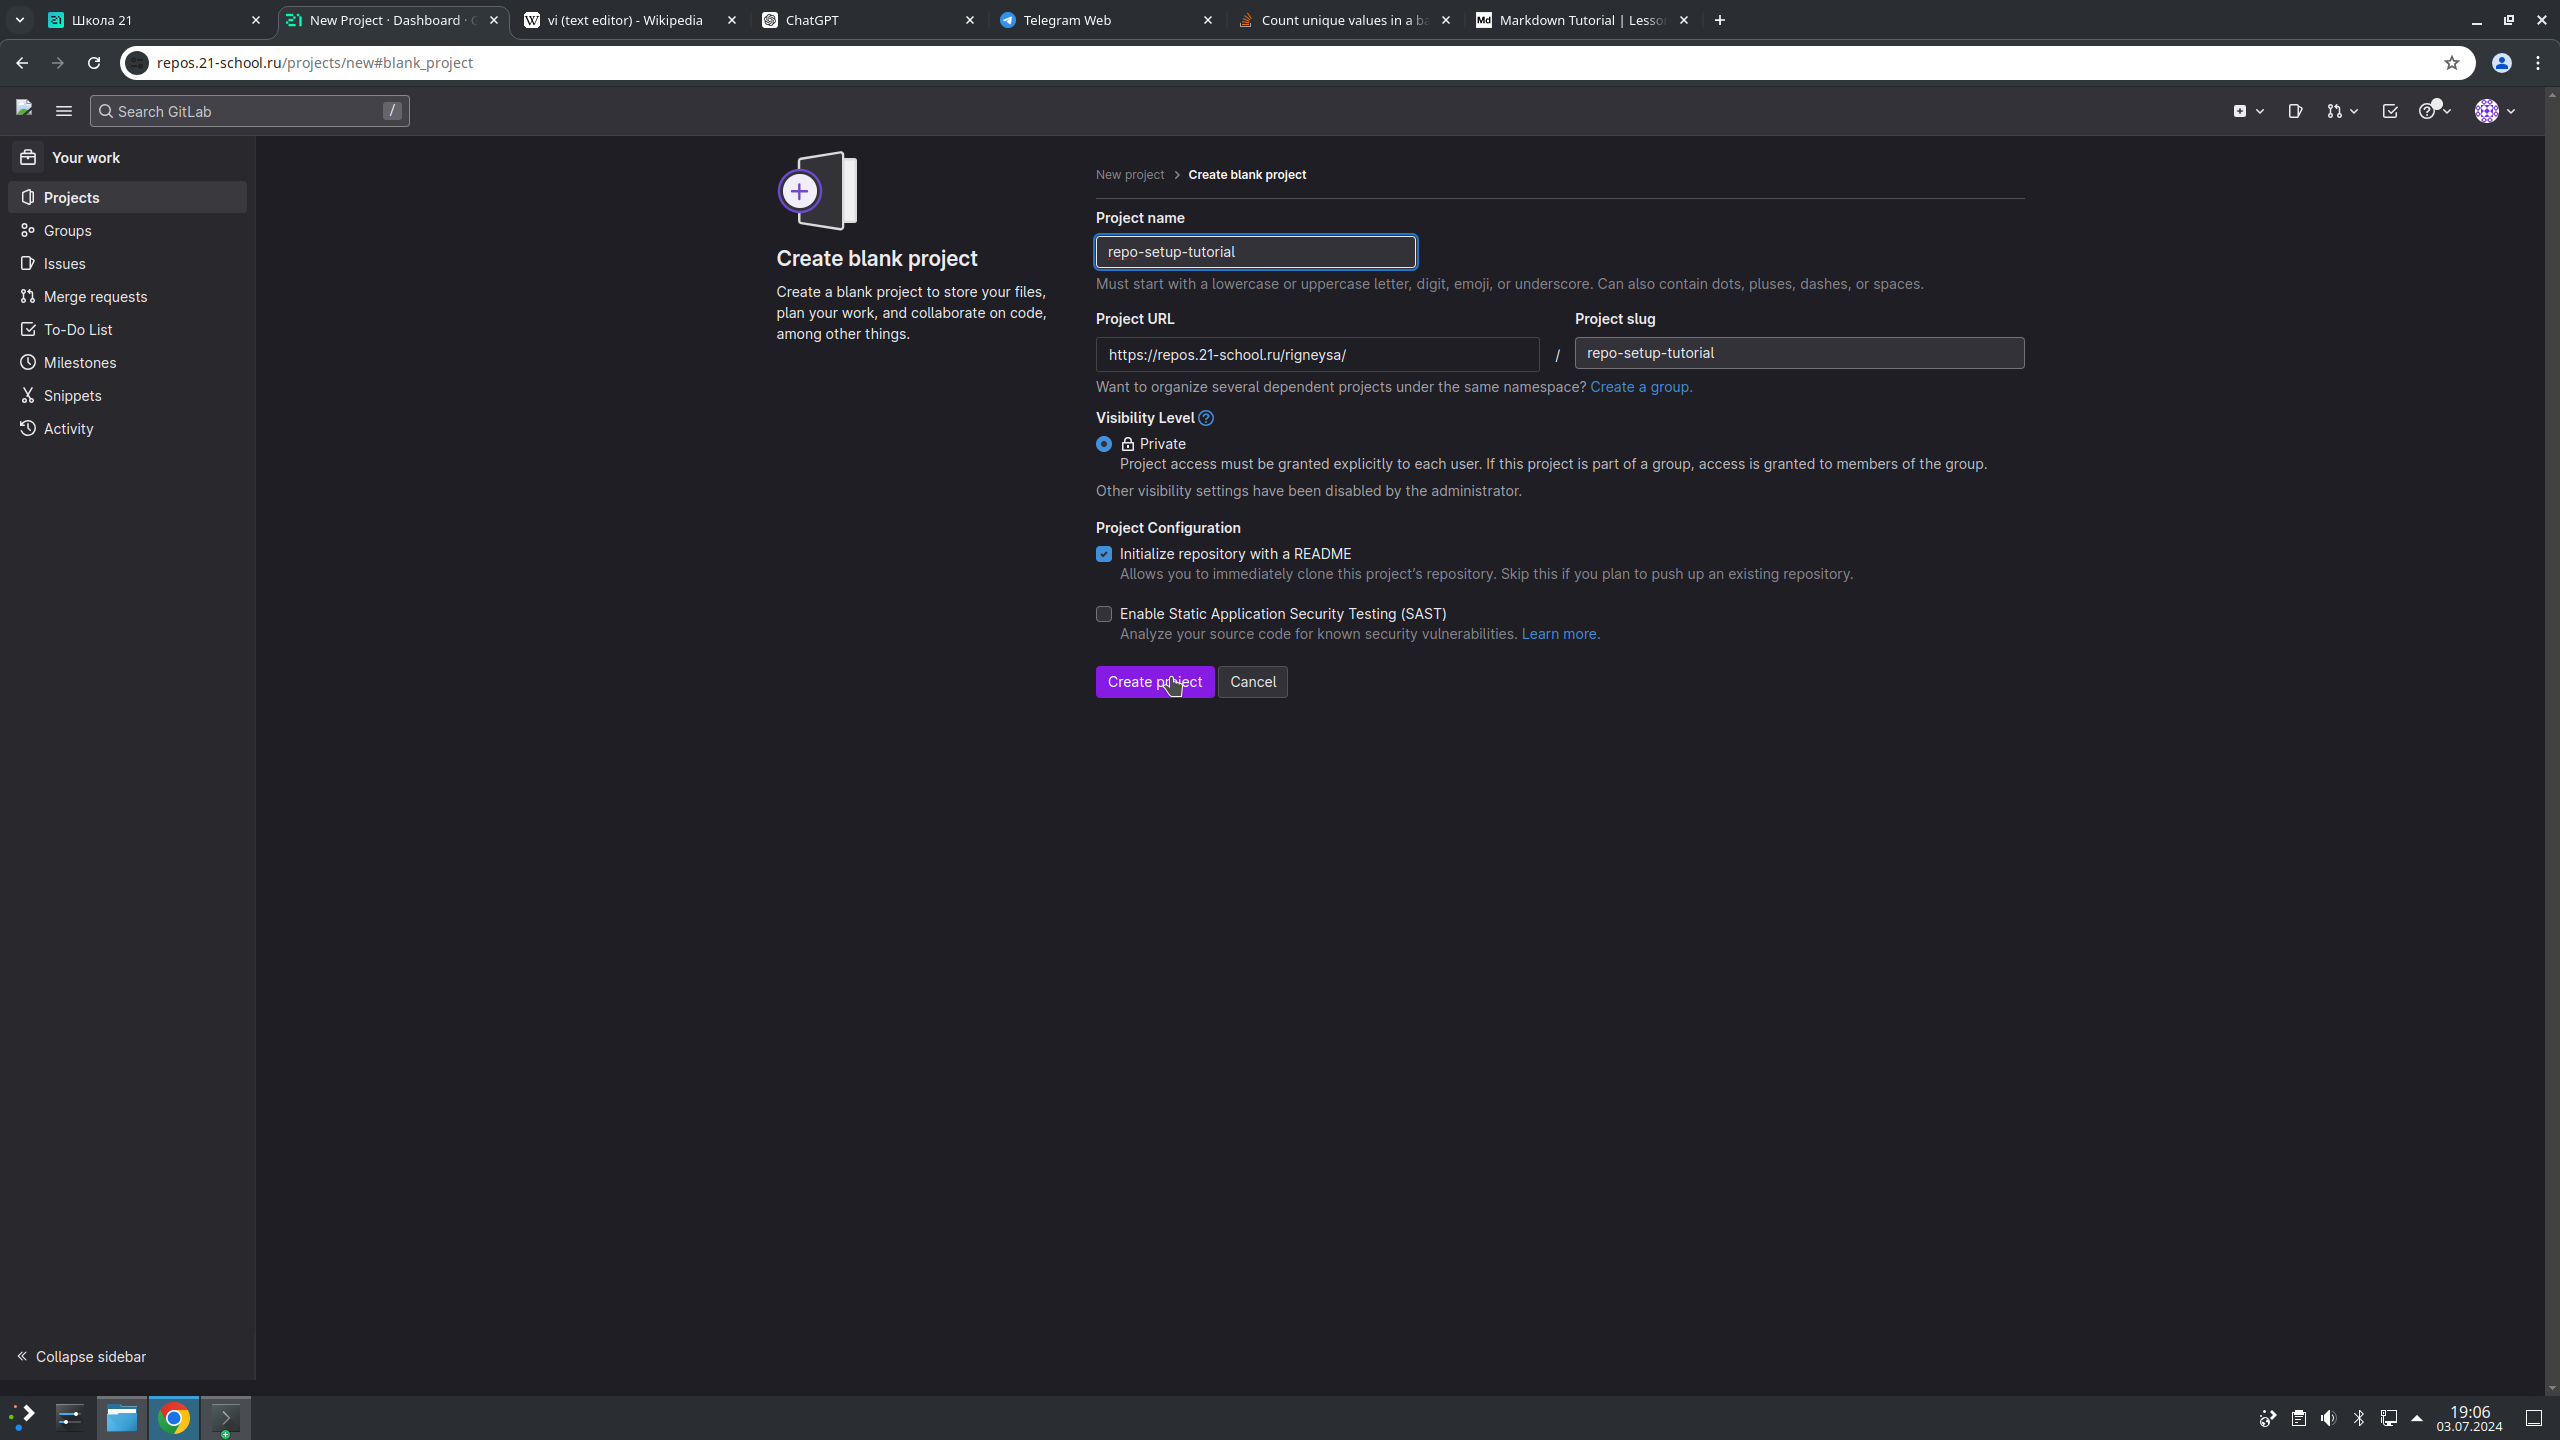 Школа 21
New Project · Dashboard ·
vi (text editor) - Wikipedia
ChatGPT
Telegram Web
Count unique values in a ba
Markdown Tutorial | Lesso
repos.21-school.ru/projects/new#blank_project
Search GitLab
/
Your work
Projects
Groups
Issues
Merge requests
To-Do List
Milestones
Snippets
Activity
Collapse sidebar
Create blank project
Create a blank project to store your files,
plan your work, and collaborate on code,
among other things.
New project > Create blank project
Project name
repo-setup-tutorial
Must start with a lowercase or uppercase letter, digit, emoji, or underscore. Can also contain dots, pluses, dashes, or spaces.
Project URL
https://repos.21-school.ru/rigneysa/
/
Project slug
repo-setup-tutorial
Want to organize several dependent projects under the same namespace? Create a group.
Visibility Level
Private
Project access must be granted explicitly to each user. If this project is part of a group, access is granted to members of the group.
Other visibility settings have been disabled by the administrator.
Project Configuration
Initialize repository with a README
Allows you to immediately clone this project's repository. Skip this if you plan to push up an existing repository.
Enable Static Application Security Testing (SAST)
Analyze your source code for known security vulnerabilities. Learn more.
Create project
Cancel
19:06
03.07.2024